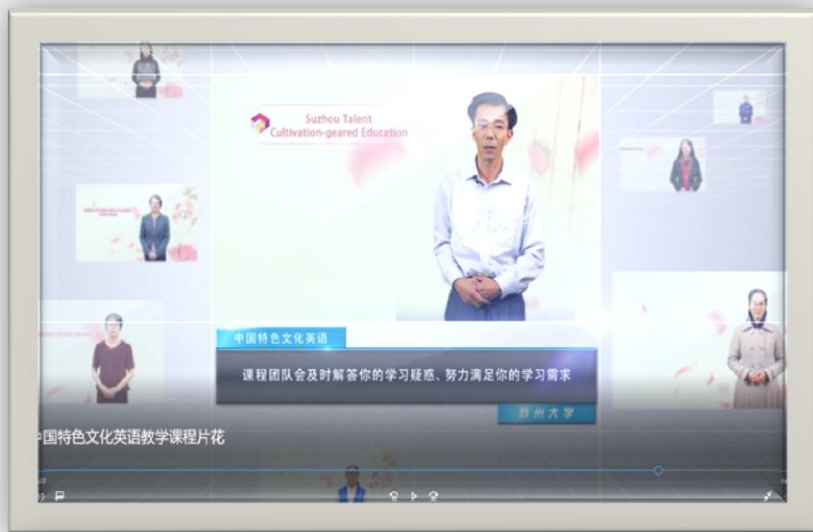 Suzhou Talent
Cultivation-geared Education
中国特色文化英语
课程团队会及时解答你的学习疑惑、努力满足你的学习需求
苏州大学
中国特色文化英语教学课程片花